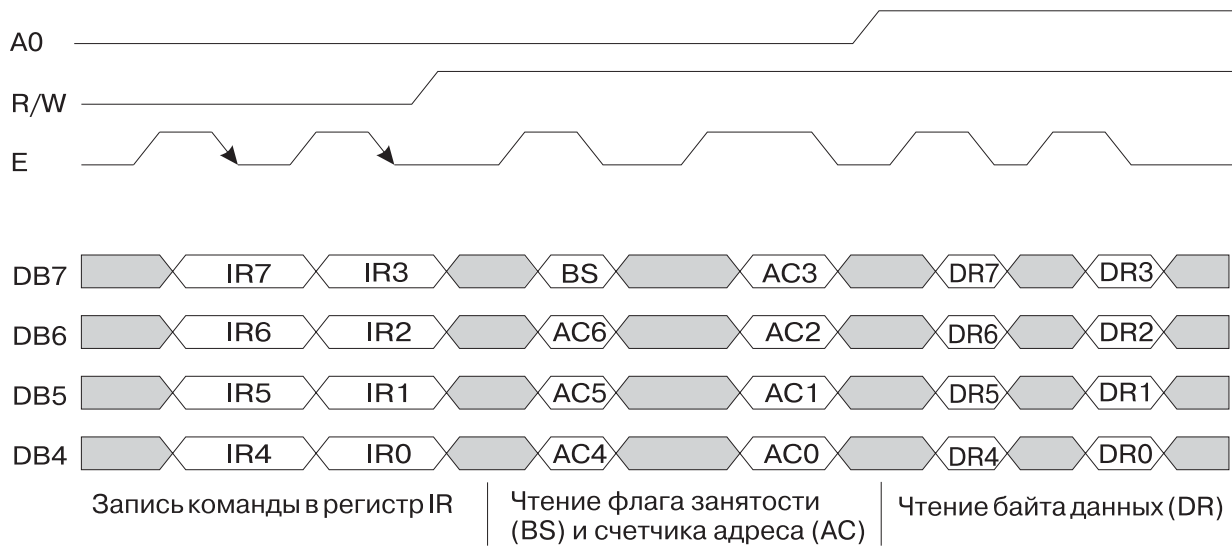 A0
R/W
E
DB7 IR7 IR3 BS AC3 DR7 DR3
DB6 IR6 IR2 AC6 AC2 DR6 DR2
DB5 IR5 IR1 AC5 AC1 DR5 DR1
DB4 IR4 IR0 AC4 AC0 DR4 DR0
Запись команды в регистр IR
Чтение флага занятости
(BS) и счетчика адреса (AC)
Чтение байта данных (DR)